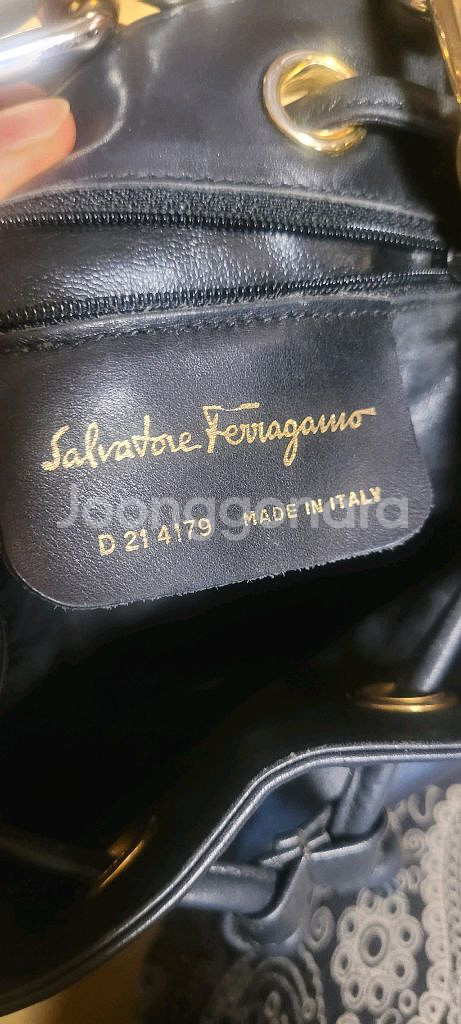 Salvatore Ferragamo
Joonggonara
D 21 4179 MADE IN ITALY